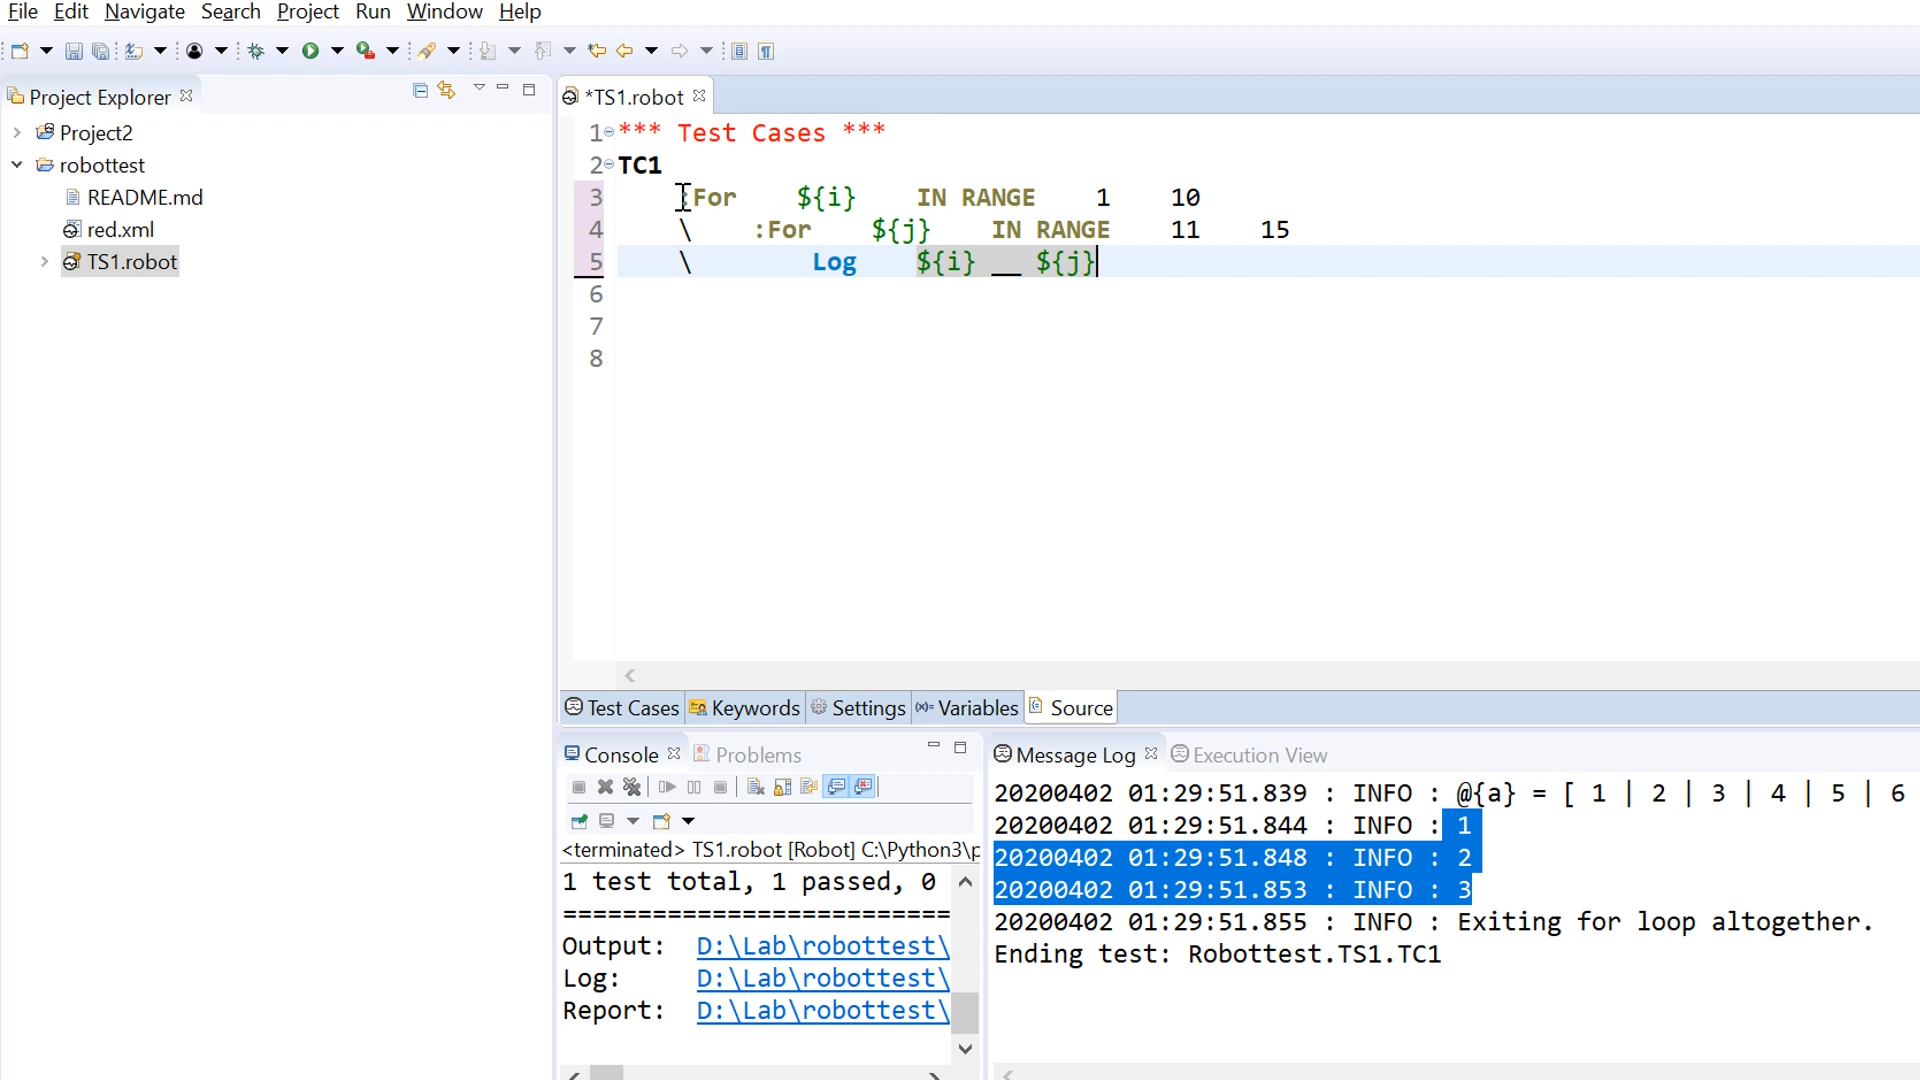 File Edit Navigate Search Project Run Window Help
Project Explorer
Project2
robottest
README.md
red.xml
TS1.robot
*TS1.robot
1 *** Test Cases ***
2 TC1
3 :For ${i} IN RANGE 1 10
4 \ :For ${j} IN RANGE 11 15
5 \ Log ${i} __ ${j}
6
7
8
Test Cases Keywords Settings Variables Source
Console Problems
<terminated> TS1.robot [Robot] C:\Python3\p
1 test total, 1 passed, 0
==========================
Output: D:\Lab\robottest\
Log: D:\Lab\robottest\
Report: D:\Lab\robottest\
Message Log Execution View
20200402 01:29:51.839 : INFO : @{a} = [ 1 | 2 | 3 | 4 | 5 | 6
20200402 01:29:51.844 : INFO : 1
20200402 01:29:51.848 : INFO : 2
20200402 01:29:51.853 : INFO : 3
20200402 01:29:51.855 : INFO : Exiting for loop altogether.
Ending test: Robottest.TS1.TC1